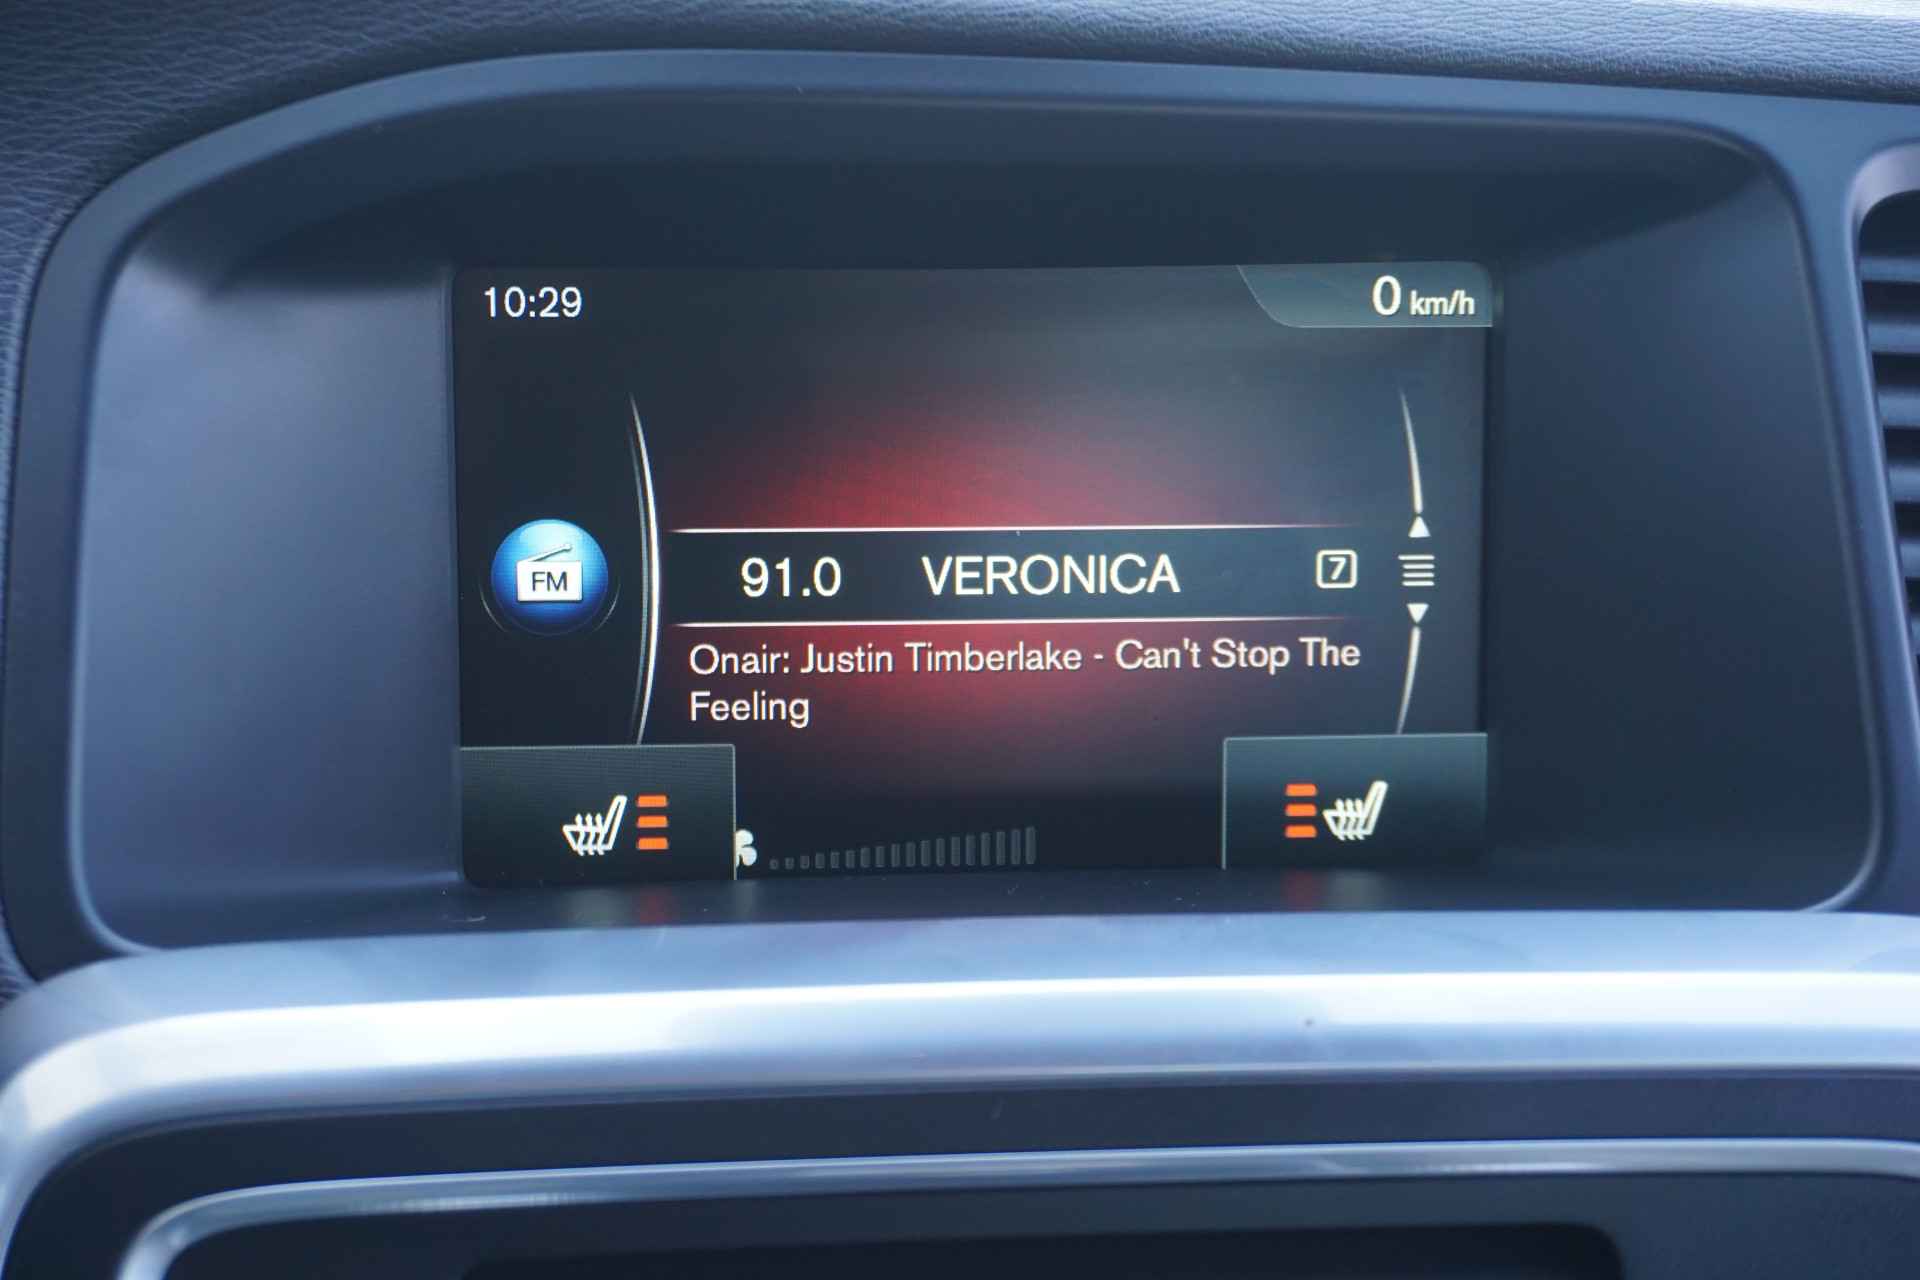 10:29
0 km/h
FM
91.0 VERONICA 7
Onair: Justin Timberlake - Can't Stop The
Feeling